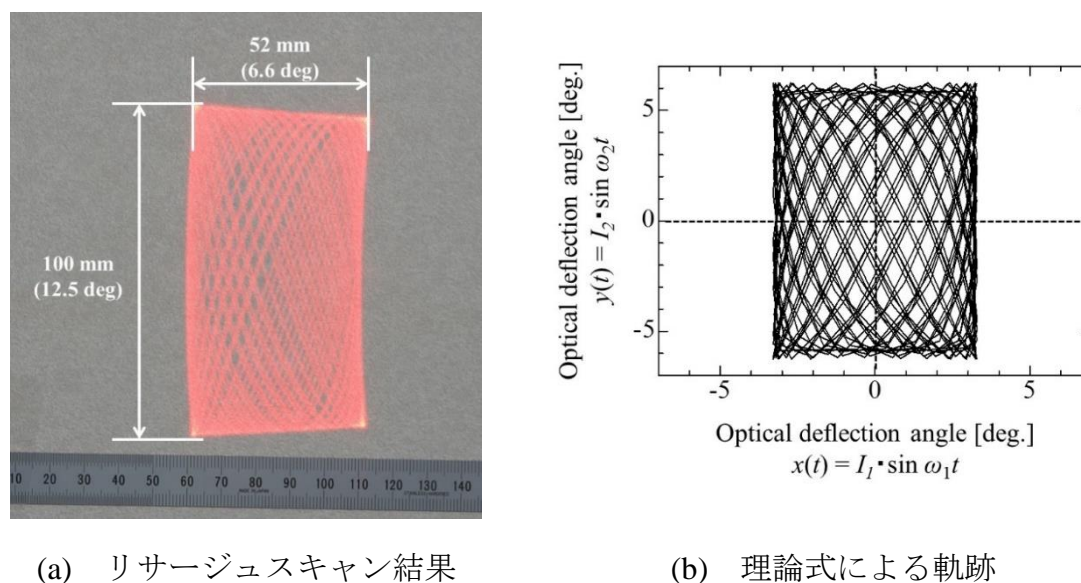 52 mm
(6.6 deg)
100 mm
(12.5 deg)
10 20 30 40 50 60 70 80 90 100 110 120 130 140
(a) リサージュスキャン結果
Optical deflection angle [deg.]
y(t) = I2・sin ω2t
5
0
-5
-5 0 5
Optical deflection angle [deg.]
x(t) = I1・sin ω1t
(b) 理論式による軌跡